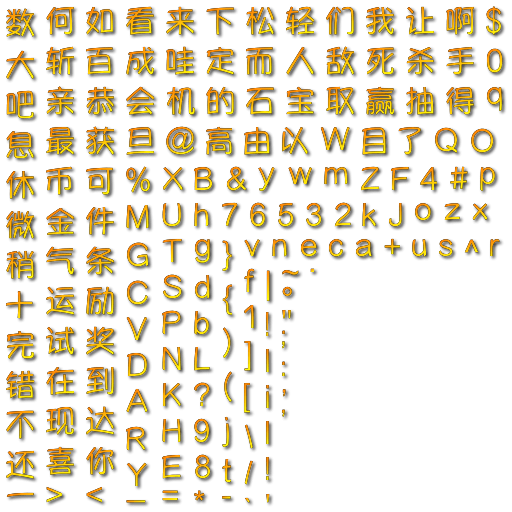 数何如看来下松轻们我让啊$
大斩百成哇定而人敌死杀手0
吧亲恭会机的石宝取赢抽得q
息最获旦@高由以W目了QO
休币可%XB&ywmZF4#p
微金件MUh76532kJozx
稍气条GTg}vneca+us^r
十运励CSd{f|~°
完试奖VPb)1!"
错在到DNL(]l;:
不现达AK?j[i;
还喜你RH9t\l
一><YE8-/!
_=*`,'